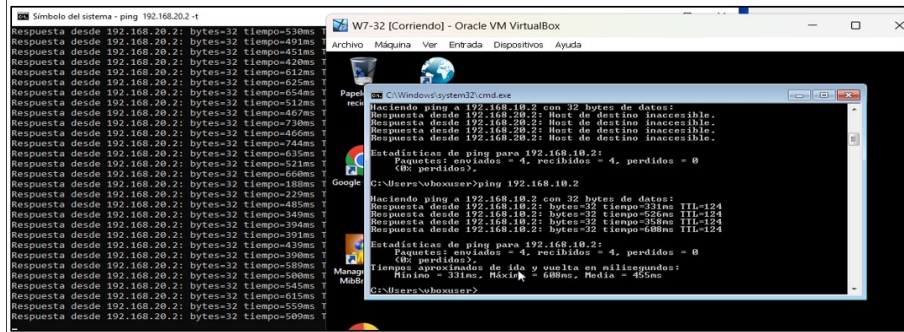 Símbolo del sistema - ping 192.168.20.2 -t
Respuesta desde 192.168.20.2: bytes=32 tiempo=530ms T
Respuesta desde 192.168.20.2: bytes=32 tiempo=491ms T
Respuesta desde 192.168.20.2: bytes=32 tiempo=451ms T
Respuesta desde 192.168.20.2: bytes=32 tiempo=420ms T
Respuesta desde 192.168.20.2: bytes=32 tiempo=612ms T
Respuesta desde 192.168.20.2: bytes=32 tiempo=625ms T
Respuesta desde 192.168.20.2: bytes=32 tiempo=654ms T
Respuesta desde 192.168.20.2: bytes=32 tiempo=512ms T
Respuesta desde 192.168.20.2: bytes=32 tiempo=467ms T
Respuesta desde 192.168.20.2: bytes=32 tiempo=730ms T
Respuesta desde 192.168.20.2: bytes=32 tiempo=466ms T
Respuesta desde 192.168.20.2: bytes=32 tiempo=744ms T
Respuesta desde 192.168.20.2: bytes=32 tiempo=635ms T
Respuesta desde 192.168.20.2: bytes=32 tiempo=521ms T
Respuesta desde 192.168.20.2: bytes=32 tiempo=660ms T
Respuesta desde 192.168.20.2: bytes=32 tiempo=188ms T
Respuesta desde 192.168.20.2: bytes=32 tiempo=229ms T
Respuesta desde 192.168.20.2: bytes=32 tiempo=485ms T
Respuesta desde 192.168.20.2: bytes=32 tiempo=349ms T
Respuesta desde 192.168.20.2: bytes=32 tiempo=394ms T
Respuesta desde 192.168.20.2: bytes=32 tiempo=391ms T
Respuesta desde 192.168.20.2: bytes=32 tiempo=439ms T
Respuesta desde 192.168.20.2: bytes=32 tiempo=390ms T
Respuesta desde 192.168.20.2: bytes=32 tiempo=589ms T
Respuesta desde 192.168.20.2: bytes=32 tiempo=500ms T
Respuesta desde 192.168.20.2: bytes=32 tiempo=545ms T
Respuesta desde 192.168.20.2: bytes=32 tiempo=615ms T
Respuesta desde 192.168.20.2: bytes=32 tiempo=559ms T
Respuesta desde 192.168.20.2: bytes=32 tiempo=509ms T
W7-32 [Corriendo] - Oracle VM VirtualBox
Archivo Máquina Ver Entrada Dispositivos Ayuda
Papel
reci
Google
Manag
MibBr
C:\Windows\system32\cmd.exe
Haciendo ping a 192.168.10.2 con 32 bytes de datos:
Respuesta desde 192.168.20.2: Host de destino inaccesible.
Respuesta desde 192.168.20.2: Host de destino inaccesible.
Respuesta desde 192.168.20.2: Host de destino inaccesible.
Respuesta desde 192.168.20.2: Host de destino inaccesible.
Estadísticas de ping para 192.168.10.2:
Paquetes: enviados = 4, recibidos = 4, perdidos = 0
(0% perdidos),
C:\Users\vboxuser>ping 192.168.10.2
Haciendo ping a 192.168.10.2 con 32 bytes de datos:
Respuesta desde 192.168.10.2: bytes=32 tiempo=331ms TTL=124
Respuesta desde 192.168.10.2: bytes=32 tiempo=526ms TTL=124
Respuesta desde 192.168.10.2: bytes=32 tiempo=358ms TTL=124
Respuesta desde 192.168.10.2: bytes=32 tiempo=608ms TTL=124
Estadísticas de ping para 192.168.10.2:
Paquetes: enviados = 4, recibidos = 4, perdidos = 0
(0% perdidos),
Tiempos aproximados de ida y vuelta en milisegundos:
Mínimo = 331ms, Máximo = 608ms, Media = 455ms
C:\Users\vboxuser>